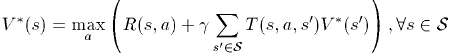 V*(s) = max_a ( R(s, a) + γ ∑_{s'∈𝒮} T(s, a, s')V*(s') ), ∀s ∈ 𝒮